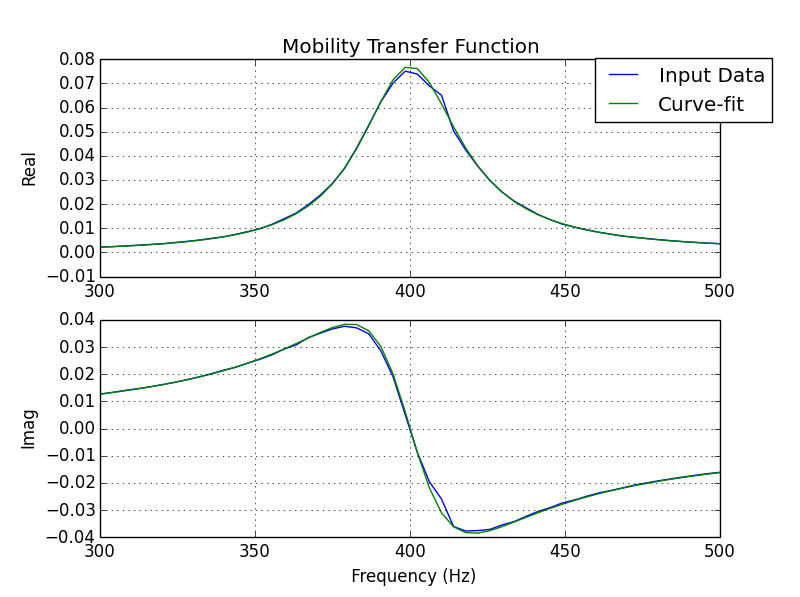 Mobility Transfer Function
Input Data
Curve-fit
Real
0.08
0.07
0.06
0.05
0.04
0.03
0.02
0.01
0.00
−0.01
300 350 400 450 500
Imag
0.04
0.03
0.02
0.01
0.00
−0.01
−0.02
−0.03
−0.04
300 350 400 450 500
Frequency (Hz)